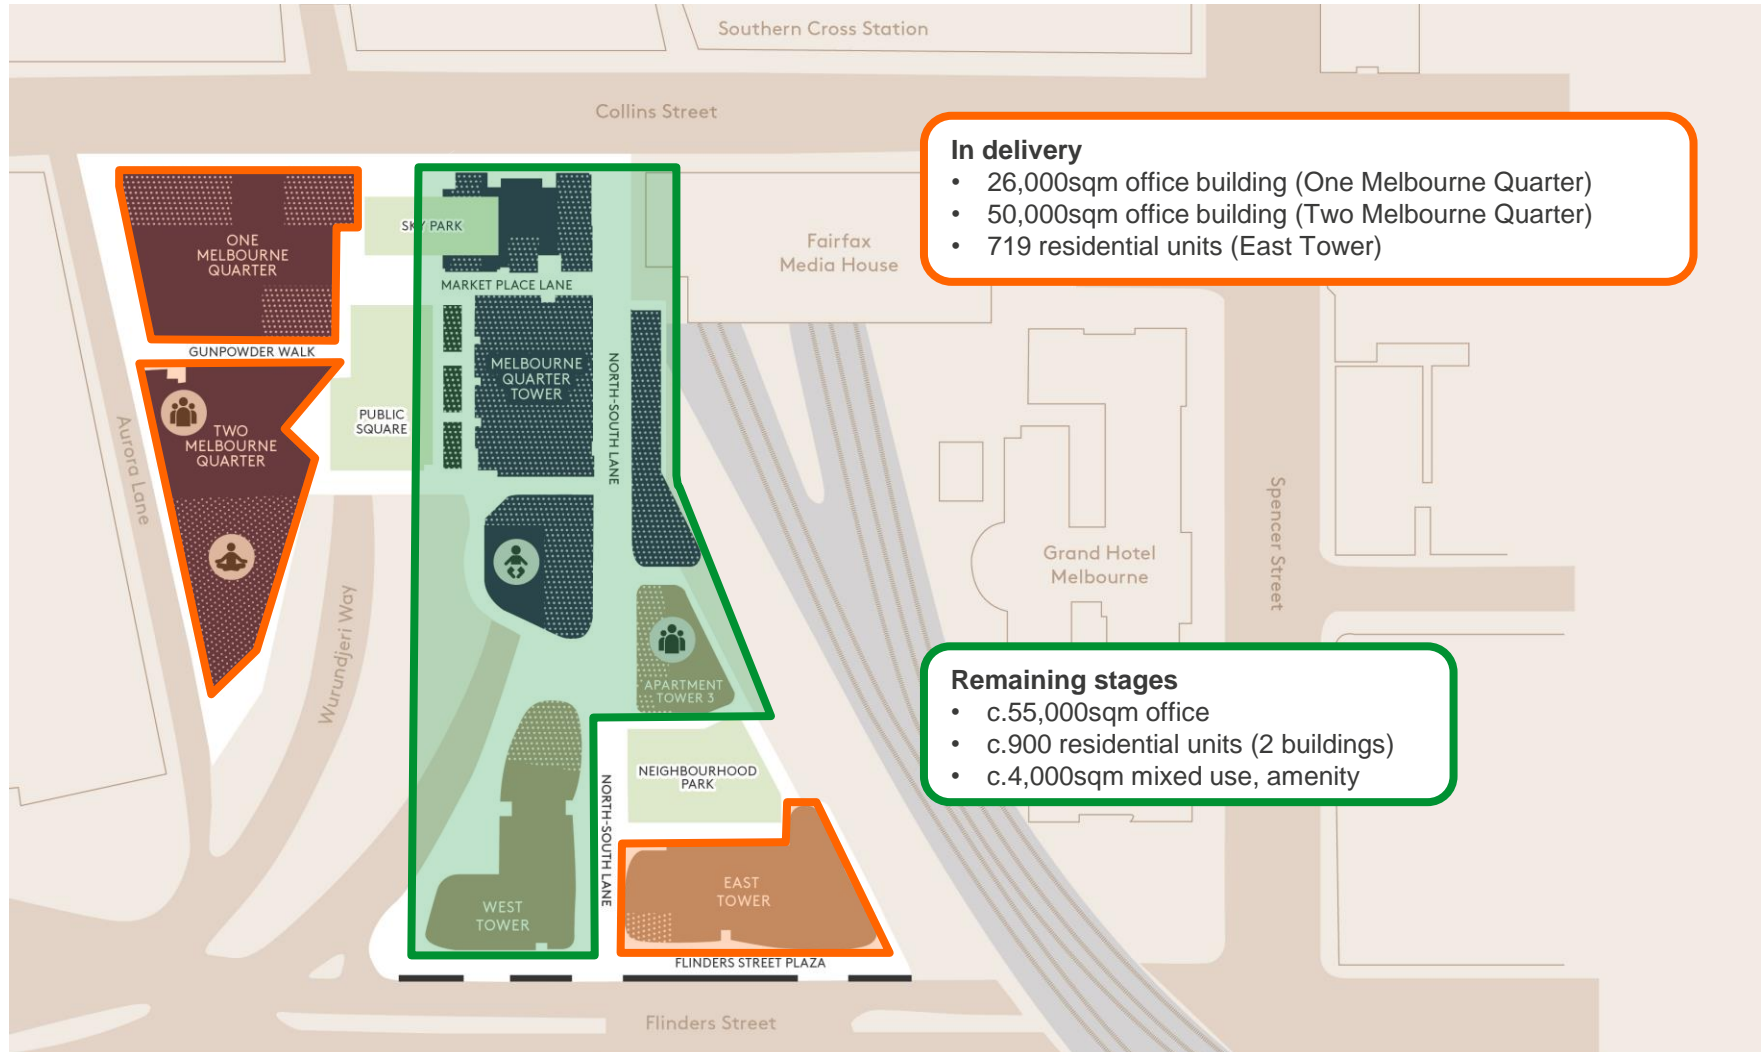 Southern Cross Station
Collins Street
In delivery
• 26,000sqm office building (One Melbourne Quarter)
• 50,000sqm office building (Two Melbourne Quarter)
• 719 residential units (East Tower)
ONE
MELBOURNE
QUARTER
SKY PARK
Fairfax
Media House
MARKET PLACE LANE
GUNPOWDER WALK
MELBOURNE
QUARTER
TOWER
NORTH-SOUTH LANE
PUBLIC
SQUARE
TWO
MELBOURNE
QUARTER
Aurora Lane
Spencer Street
Grand Hotel
Melbourne
Wurundjeri Way
APARTMENT
TOWER 3
Remaining stages
• c.55,000sqm office
• c.900 residential units (2 buildings)
• c.4,000sqm mixed use, amenity
NEIGHBOURHOOD
PARK
NORTH-SOUTH LANE
EAST
TOWER
WEST
TOWER
FLINDERS STREET PLAZA
Flinders Street